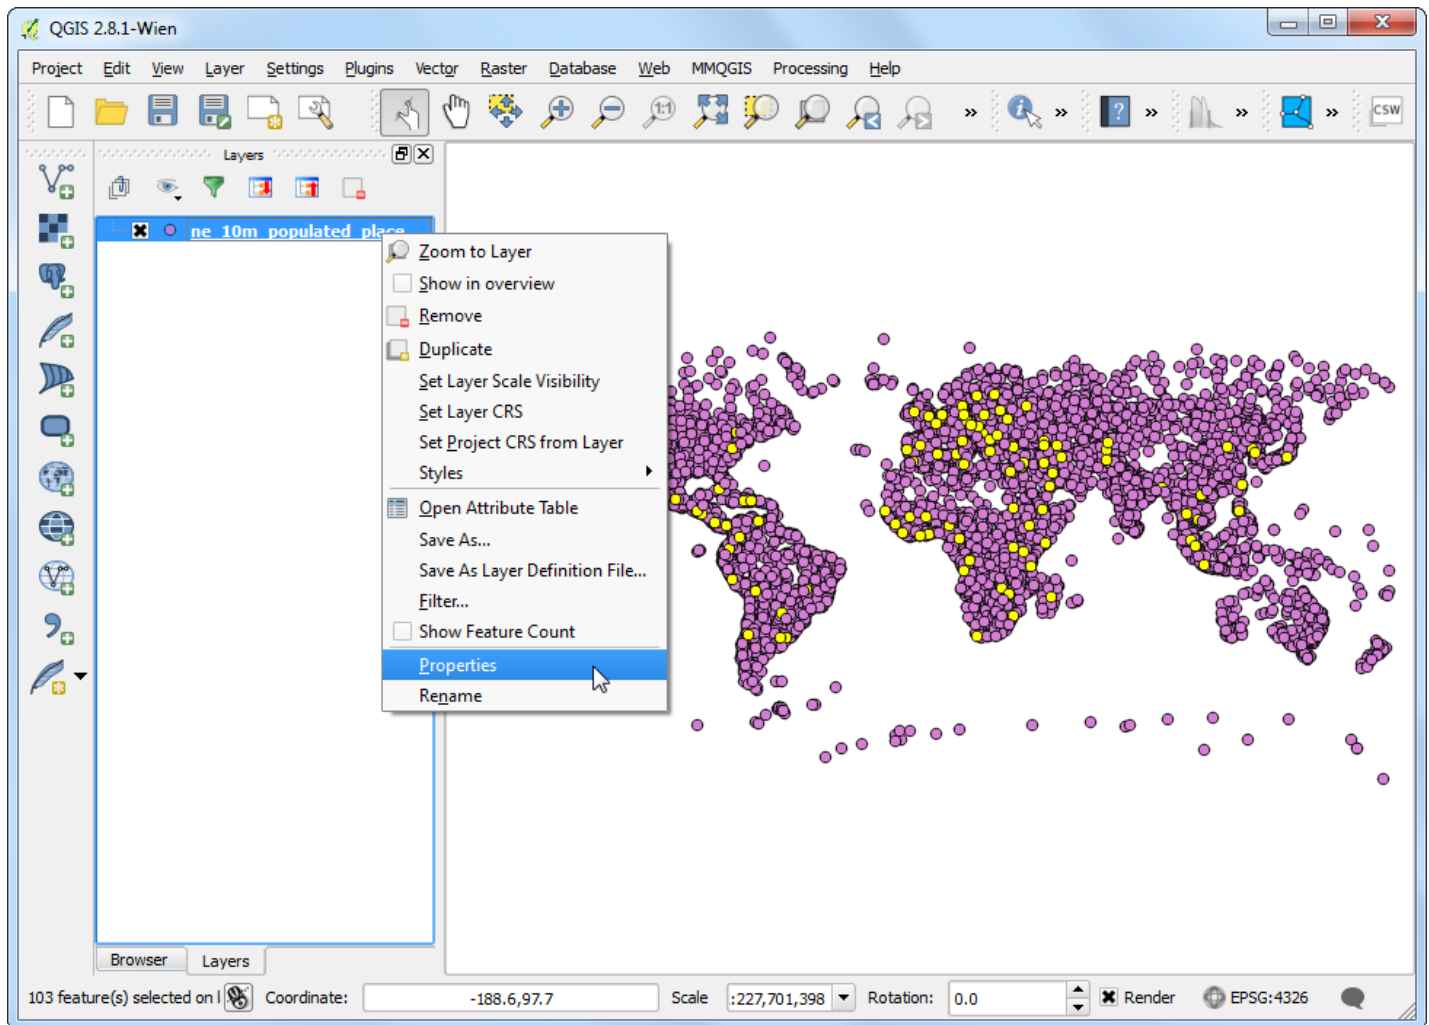 QGIS 2.8.1-Wien
Project Edit View Layer Settings Plugins Vector Raster Database Web MMQGIS Processing Help
1:1 » » ? » » » CSW
Layers
ne_10m_populated_place
Zoom to Layer
Show in overview
Remove
Duplicate
Set Layer Scale Visibility
Set Layer CRS
Set Project CRS from Layer
Styles
Open Attribute Table
Save As...
Save As Layer Definition File...
Filter...
Show Feature Count
Properties
Rename
Browser Layers
103 feature(s) selected on l Coordinate: -188.6,97.7 Scale :227,701,398 Rotation: 0.0 Render EPSG:4326